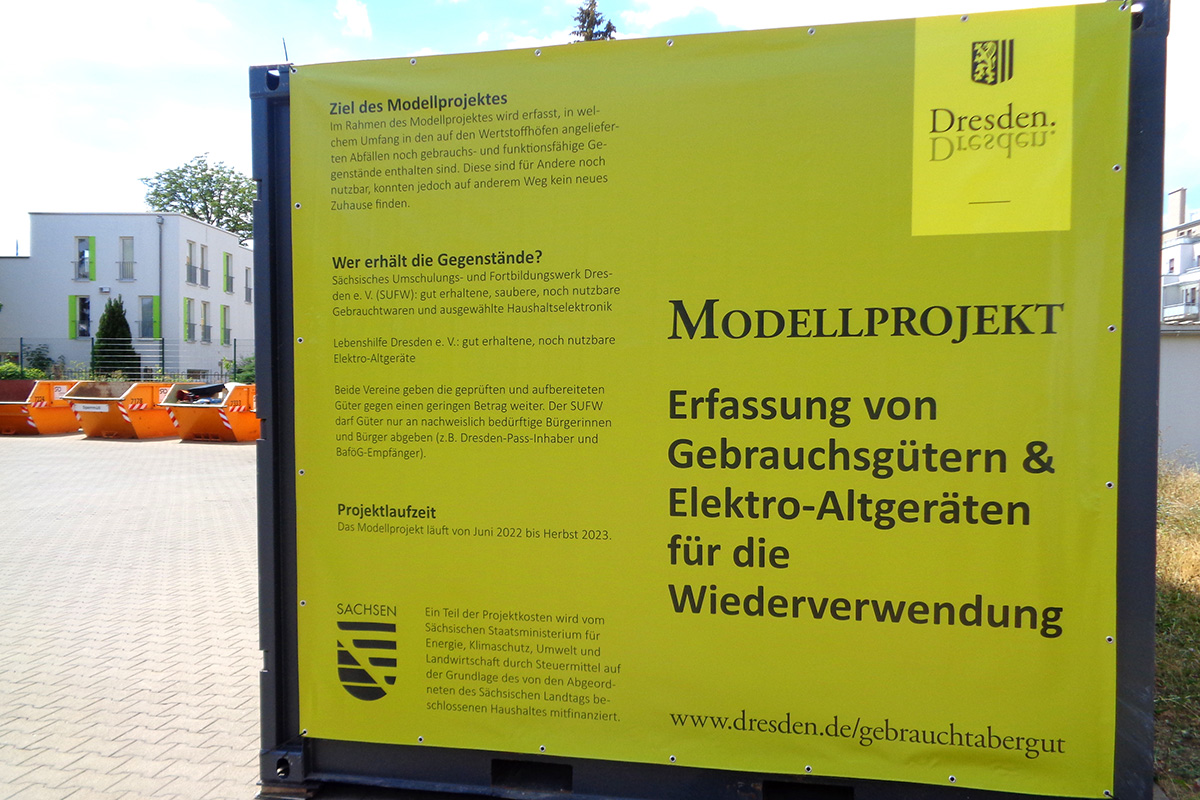 Ziel des Modellprojektes
Im Rahmen des Modellprojektes wird erfasst, in wel-
chem Umfang in den auf den Wertstoffhöfen angeliefer-
ten Abfällen noch gebrauchs- und funktionsfähige Ge-
genstände enthalten sind. Diese sind für Andere noch
nutzbar, konnten jedoch auf anderem Weg kein neues
Zuhause finden.
Wer erhält die Gegenstände?
Sächsisches Umschulungs- und Fortbildungswerk Dres-
den e. V. (SUFW): gut erhaltene, saubere, noch nutzbare
Gebrauchtwaren und ausgewählte Haushaltselektronik
Lebenshilfe Dresden e. V.: gut erhaltene, noch nutzbare
Elektro-Altgeräte
Beide Vereine geben die geprüften und aufbereiteten
Güter gegen einen geringen Betrag weiter. Der SUFW
darf Güter nur an nachweislich bedürftige Bürgerinnen
und Bürger abgeben (z.B. Dresden-Pass-Inhaber und
BaföG-Empfänger).
Projektlaufzeit
Das Modellprojekt läuft von Juni 2022 bis Herbst 2023.
SACHSEN
Ein Teil der Projektkosten wird vom
Sächsischen Staatsministerium für
Energie, Klimaschutz, Umwelt und
Landwirtschaft durch Steuermittel auf
der Grundlage des von den Abgeord-
neten des Sächsischen Landtags be-
schlossenen Haushaltes mitfinanziert.
Dresden.
Dresden.
MODELLPROJEKT
Erfassung von
Gebrauchsgütern &
Elektro-Altgeräten
für die
Wiederverwendung
www.dresden.de/gebrauchtabergut